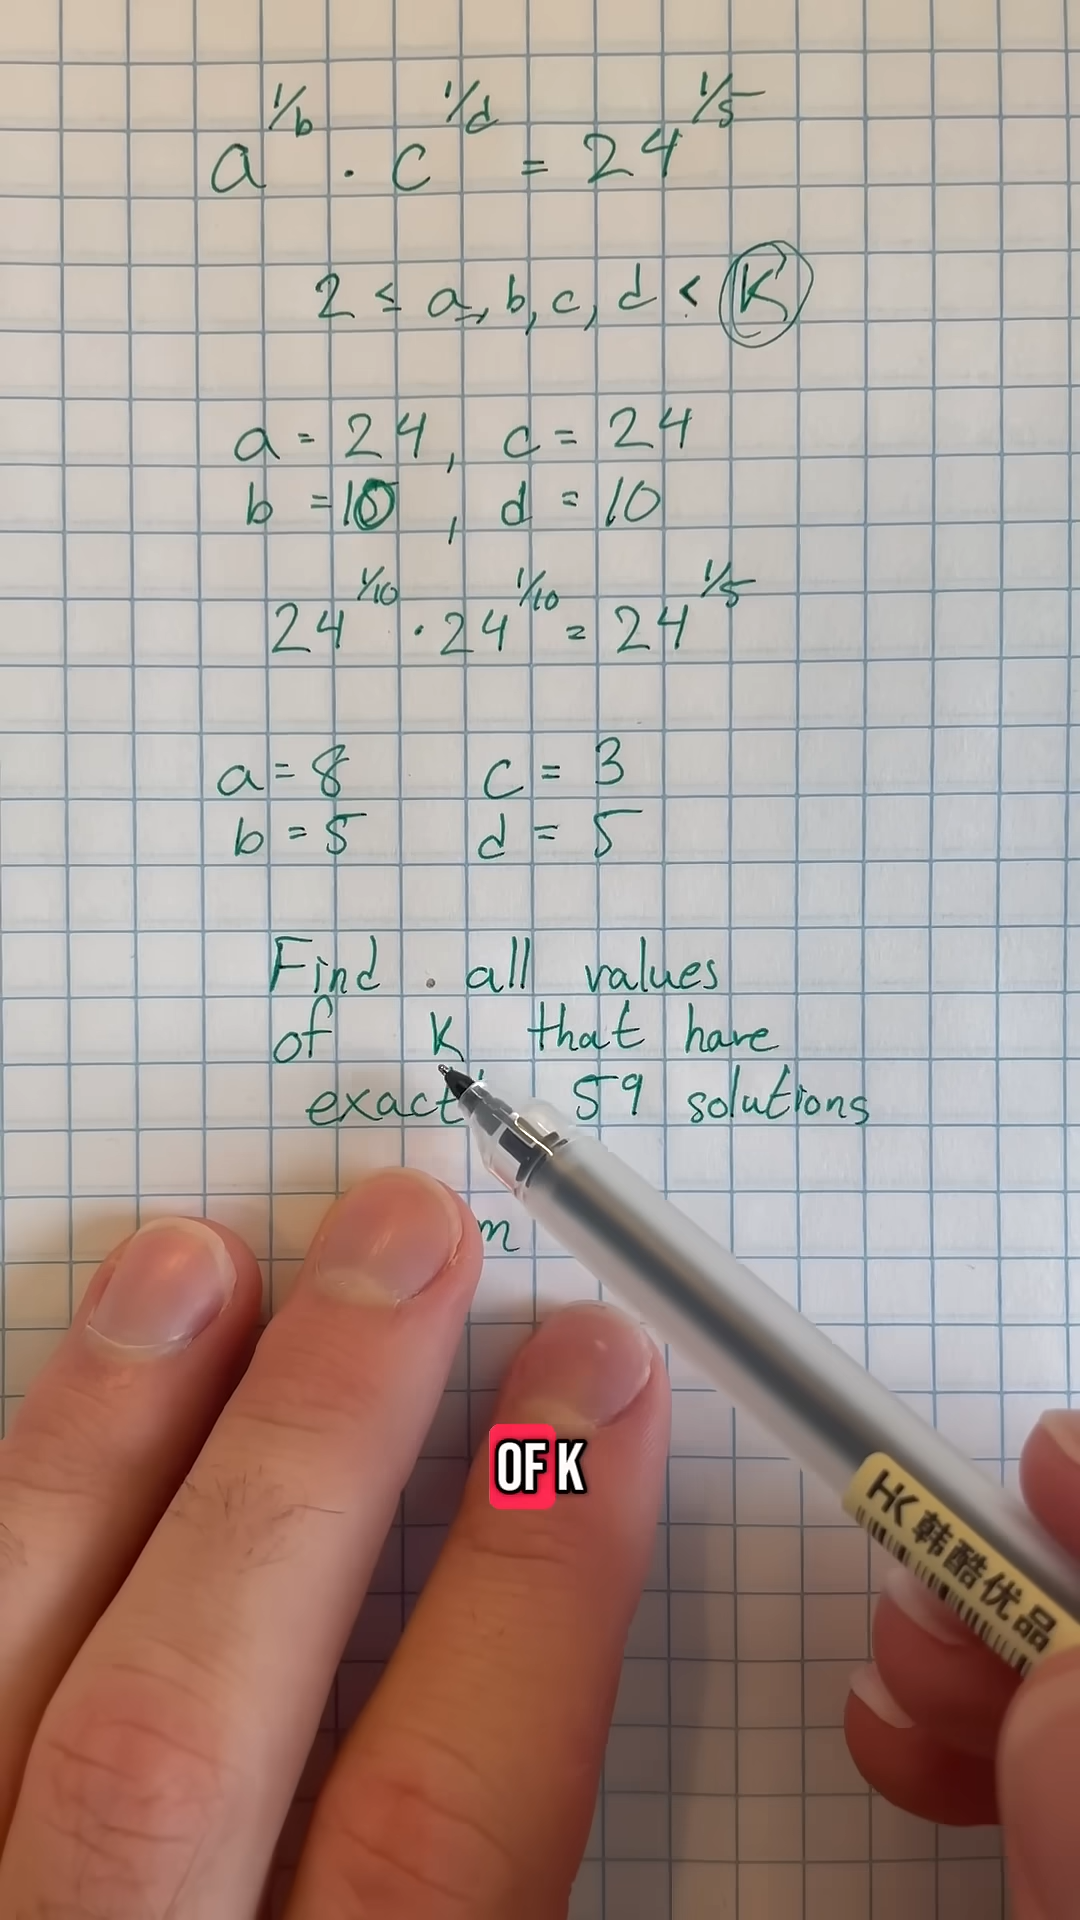 a^1/b · c^1/d = 24^1/5
2 ≤ a, b, c, d < K
a = 24, c = 24
b = 10, d = 10
24^1/10 · 24^1/10 = 24^1/5
a = 8 c = 3
b = 5 d = 5
Find all values
of K that have
59 solutions
OF K
HK 韩酷优品